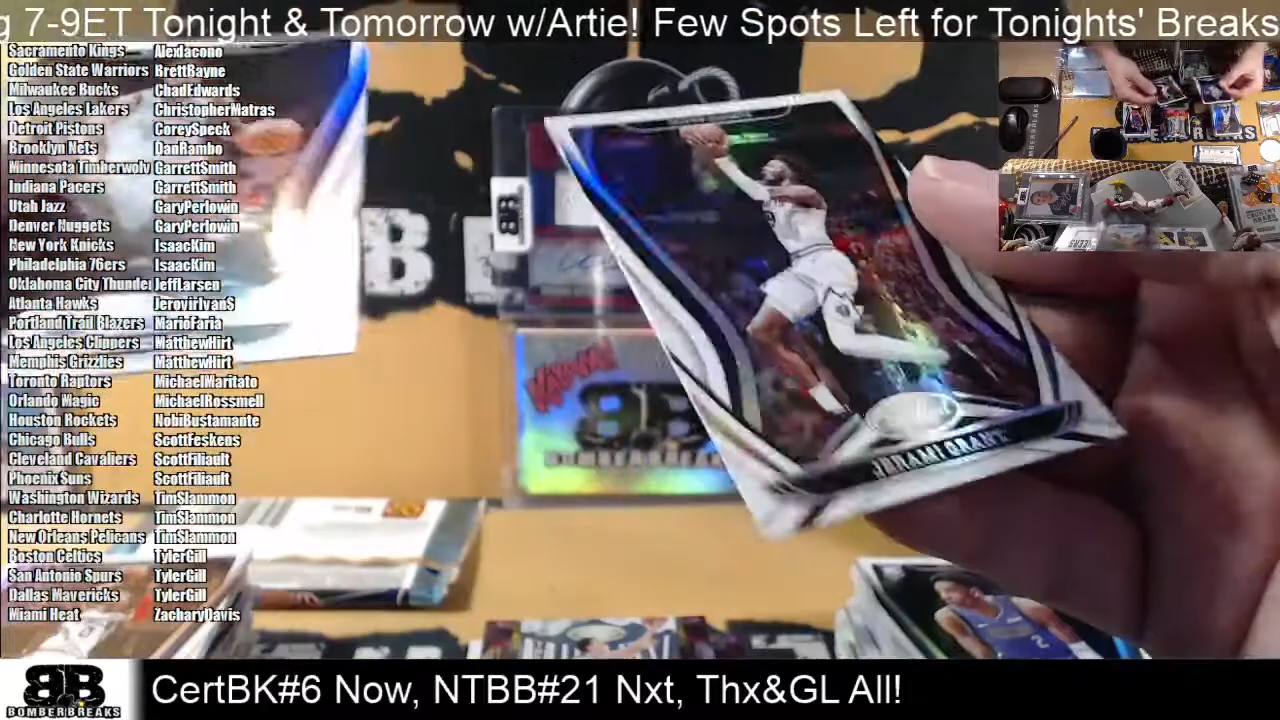 g 7-9ET Tonight & Tomorrow w/Artie! Few Spots Left for Tonights' Breaks
Sacramento Kings AlexIacono
Golden State Warriors BrettBayne
Milwaukee Bucks ChadEdwards
Los Angeles Lakers ChristopherMatras
Detroit Pistons CoreySpeck
Brooklyn Nets DanRambo
Minnesota Timberwolv GarrettSmith
Indiana Pacers GarrettSmith
Utah Jazz GaryPerlowin
Denver Nuggets GaryPerlowin
New York Knicks IsaacKim
Philadelphia 76ers IsaacKim
Oklahoma City Thunder JeffLarsen
Atlanta Hawks JerovirIvan$
Portland Trail Blazers MarioFaria
Los Angeles Clippers MatthewHirt
Memphis Grizzlies MatthewHirt
Toronto Raptors MichaelMaritato
Orlando Magic MichaelRossmell
Houston Rockets NobiBustamante
Chicago Bulls ScottFeskens
Cleveland Cavaliers ScottFiliault
Phoenix Suns ScottFiliault
Washington Wizards TimSlammon
Charlotte Hornets TimSlammon
New Orleans Pelicans TimSlammon
Boston Celtics TylerGill
San Antonio Spurs TylerGill
Dallas Mavericks TylerGill
Miami Heat ZacharyDavis
JERAMI GRANT
BOMBERBREAKS
BB
BOMBERBREAKS
CertBK#6 Now, NTBB#21 Nxt, Thx&GL All!